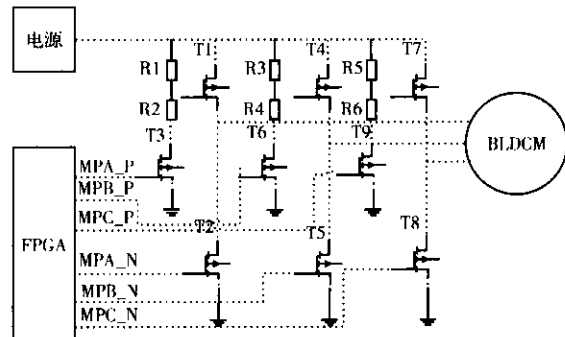 电源
T1
T4
T7
R1
R3
R5
R2
R4
R6
T3
T6
T9
BLDCM
MPA_P
MPB_P
MPC_P
FPGA
T2
T5
T8
MPA_N
MPB_N
MPC_N